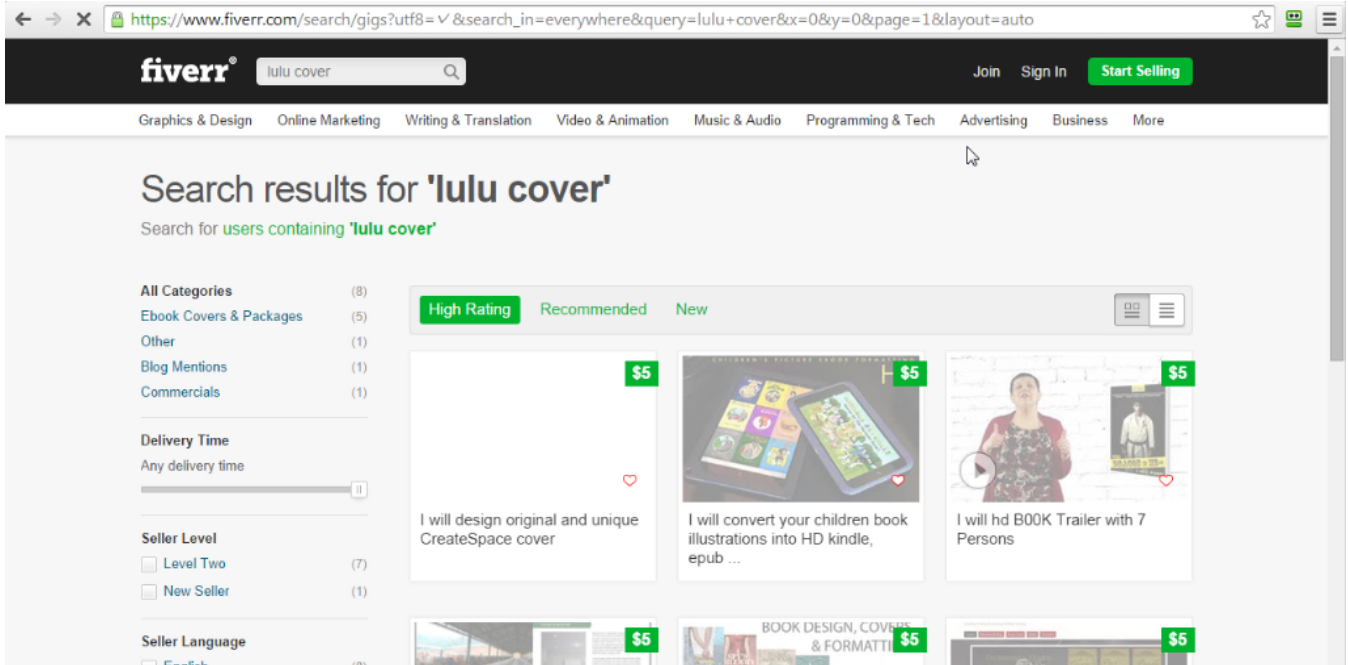 https://www.fiverr.com/search/gigs?utf8=✓&search_in=everywhere&query=lulu+cover&x=0&y=0&page=1&layout=auto
fiverr®
lulu cover
Join Sign In Start Selling
Graphics & Design Online Marketing Writing & Translation Video & Animation Music & Audio Programming & Tech Advertising Business More
Search results for 'lulu cover'
Search for users containing 'lulu cover'
All Categories (8)
Ebook Covers & Packages (5)
Other (1)
Blog Mentions (1)
Commercials (1)
Delivery Time
Any delivery time
Seller Level
Level Two (7)
New Seller (1)
Seller Language
English
High Rating Recommended New
$5
I will design original and unique
CreateSpace cover
CHILDREN'S PICTURE EBOOK FORMATTING
H
$5
I will convert your children book
illustrations into HD kindle,
epub ...
$5
I will hd B00K Trailer with 7
Persons
$5
BOOK DESIGN, COVERS
& FORMATTI
$5
$5